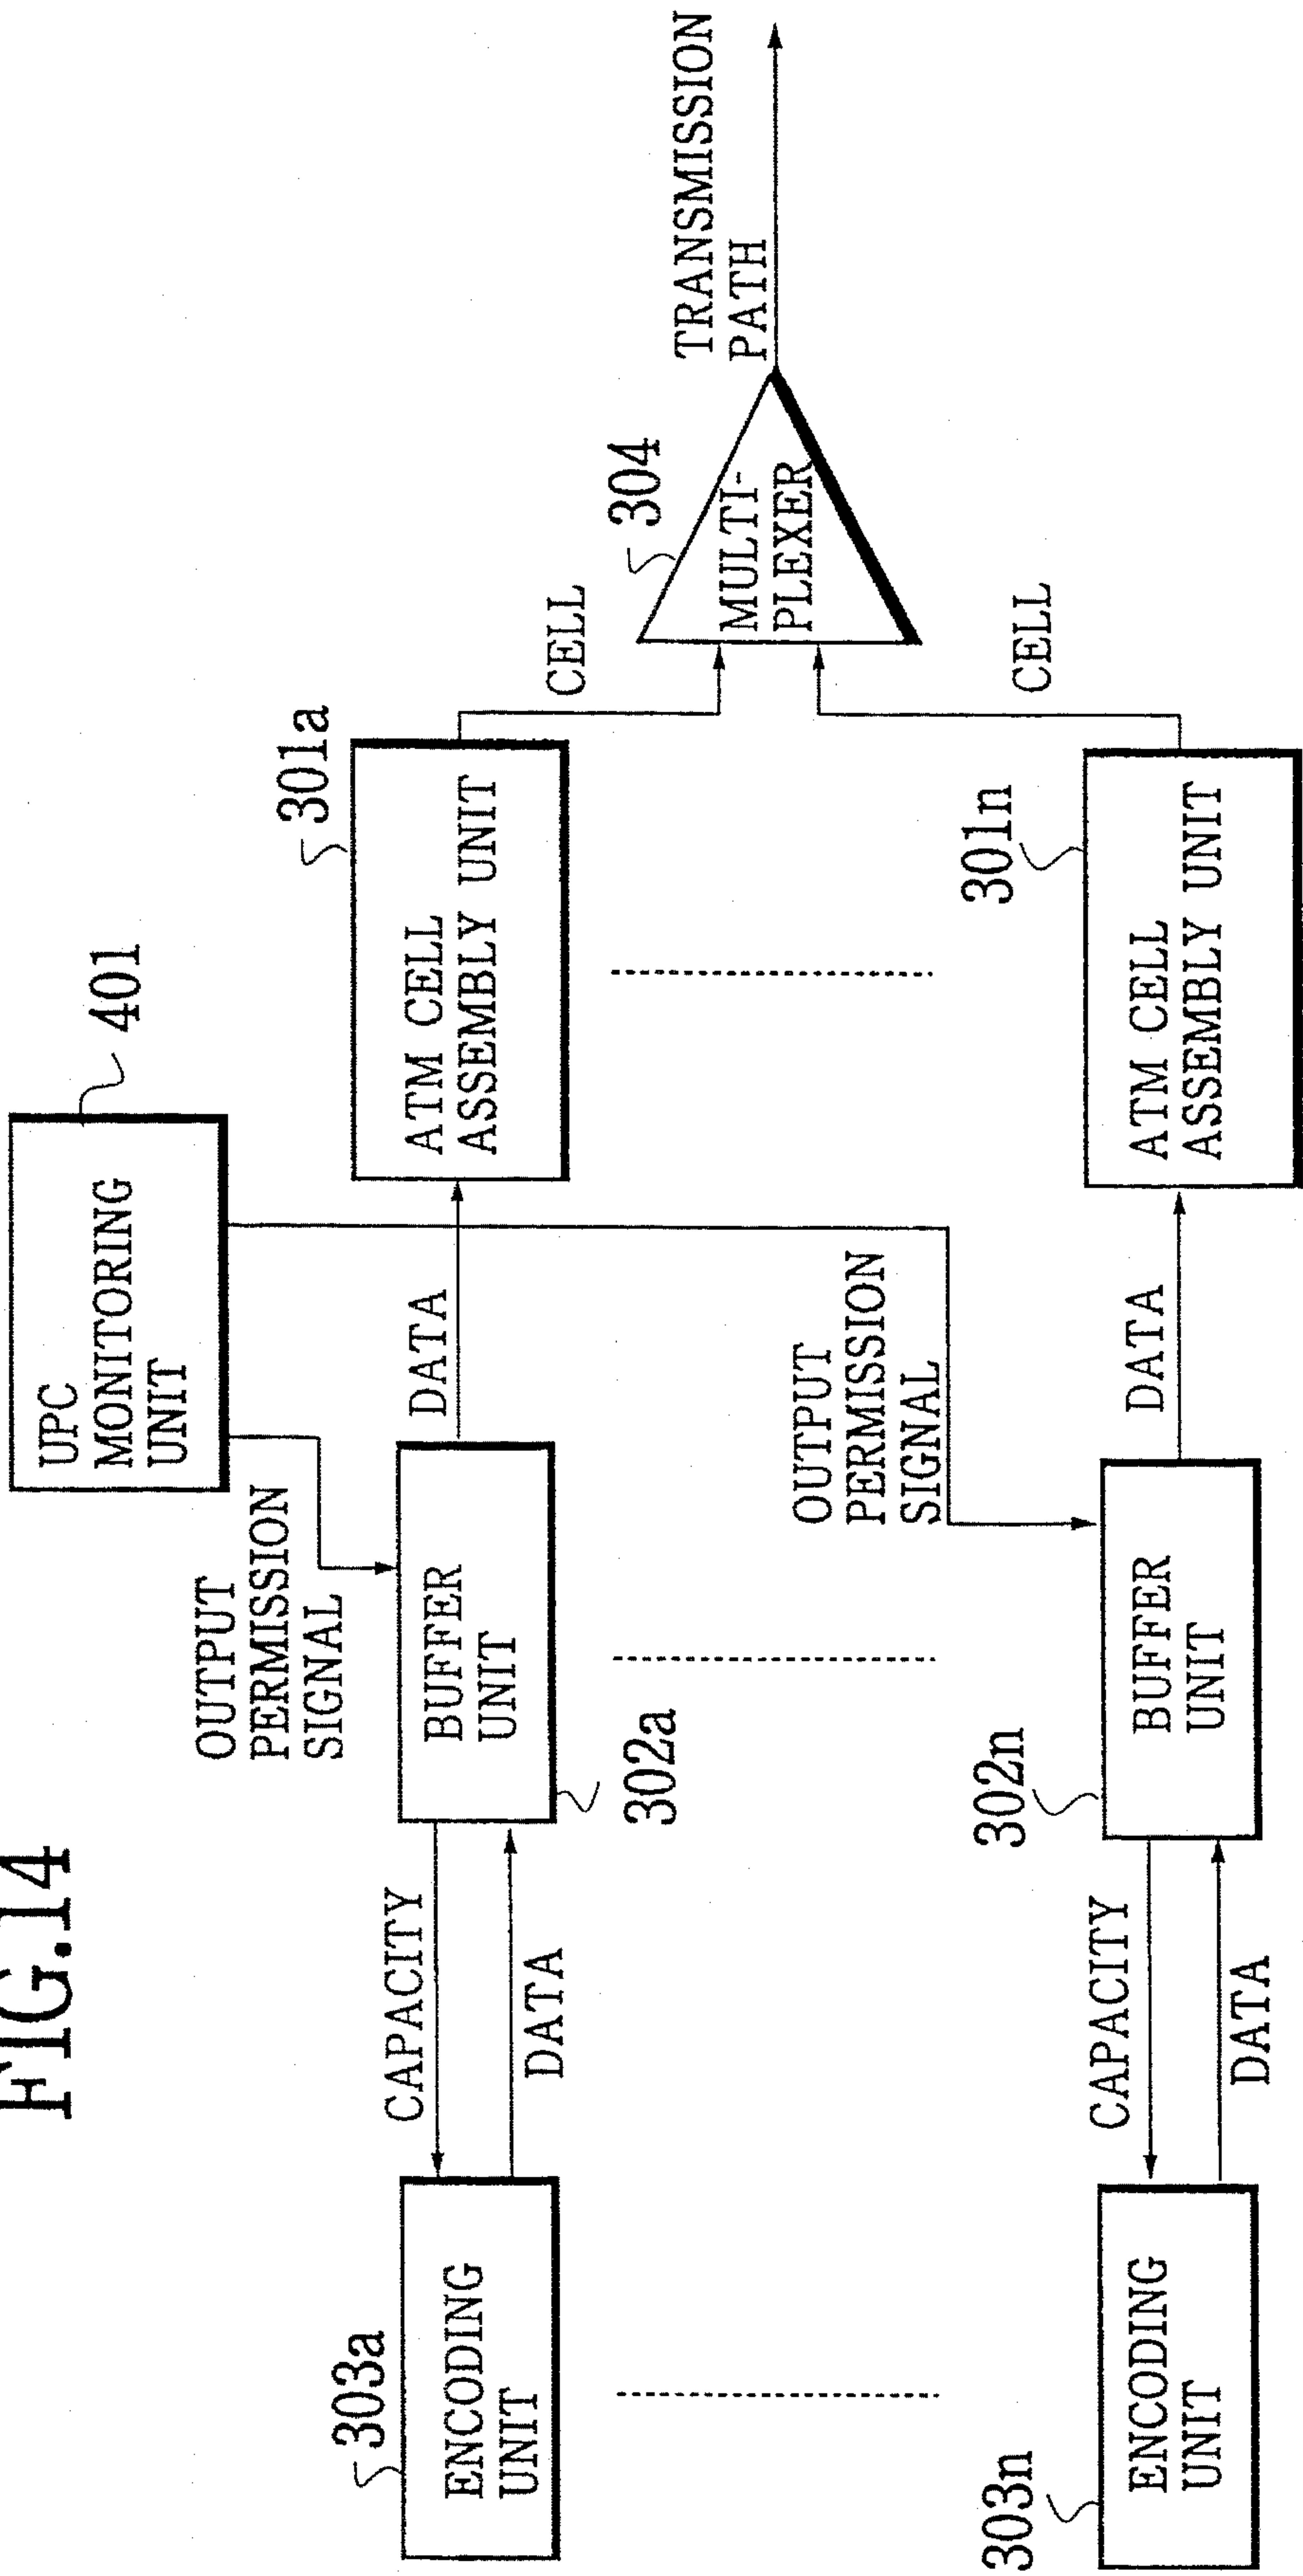 FIG.14
UPC
MONITORING
UNIT
401
OUTPUT
PERMISSION
SIGNAL
303a
ENCODING
UNIT
CAPACITY
DATA
302a
BUFFER
UNIT
DATA
301a
ATM CELL
ASSEMBLY UNIT
CELL
304
MULTI-
PLEXER
TRANSMISSION
PATH
OUTPUT
PERMISSION
SIGNAL
303n
ENCODING
UNIT
CAPACITY
DATA
302n
BUFFER
UNIT
DATA
301n
ATM CELL
ASSEMBLY UNIT
CELL